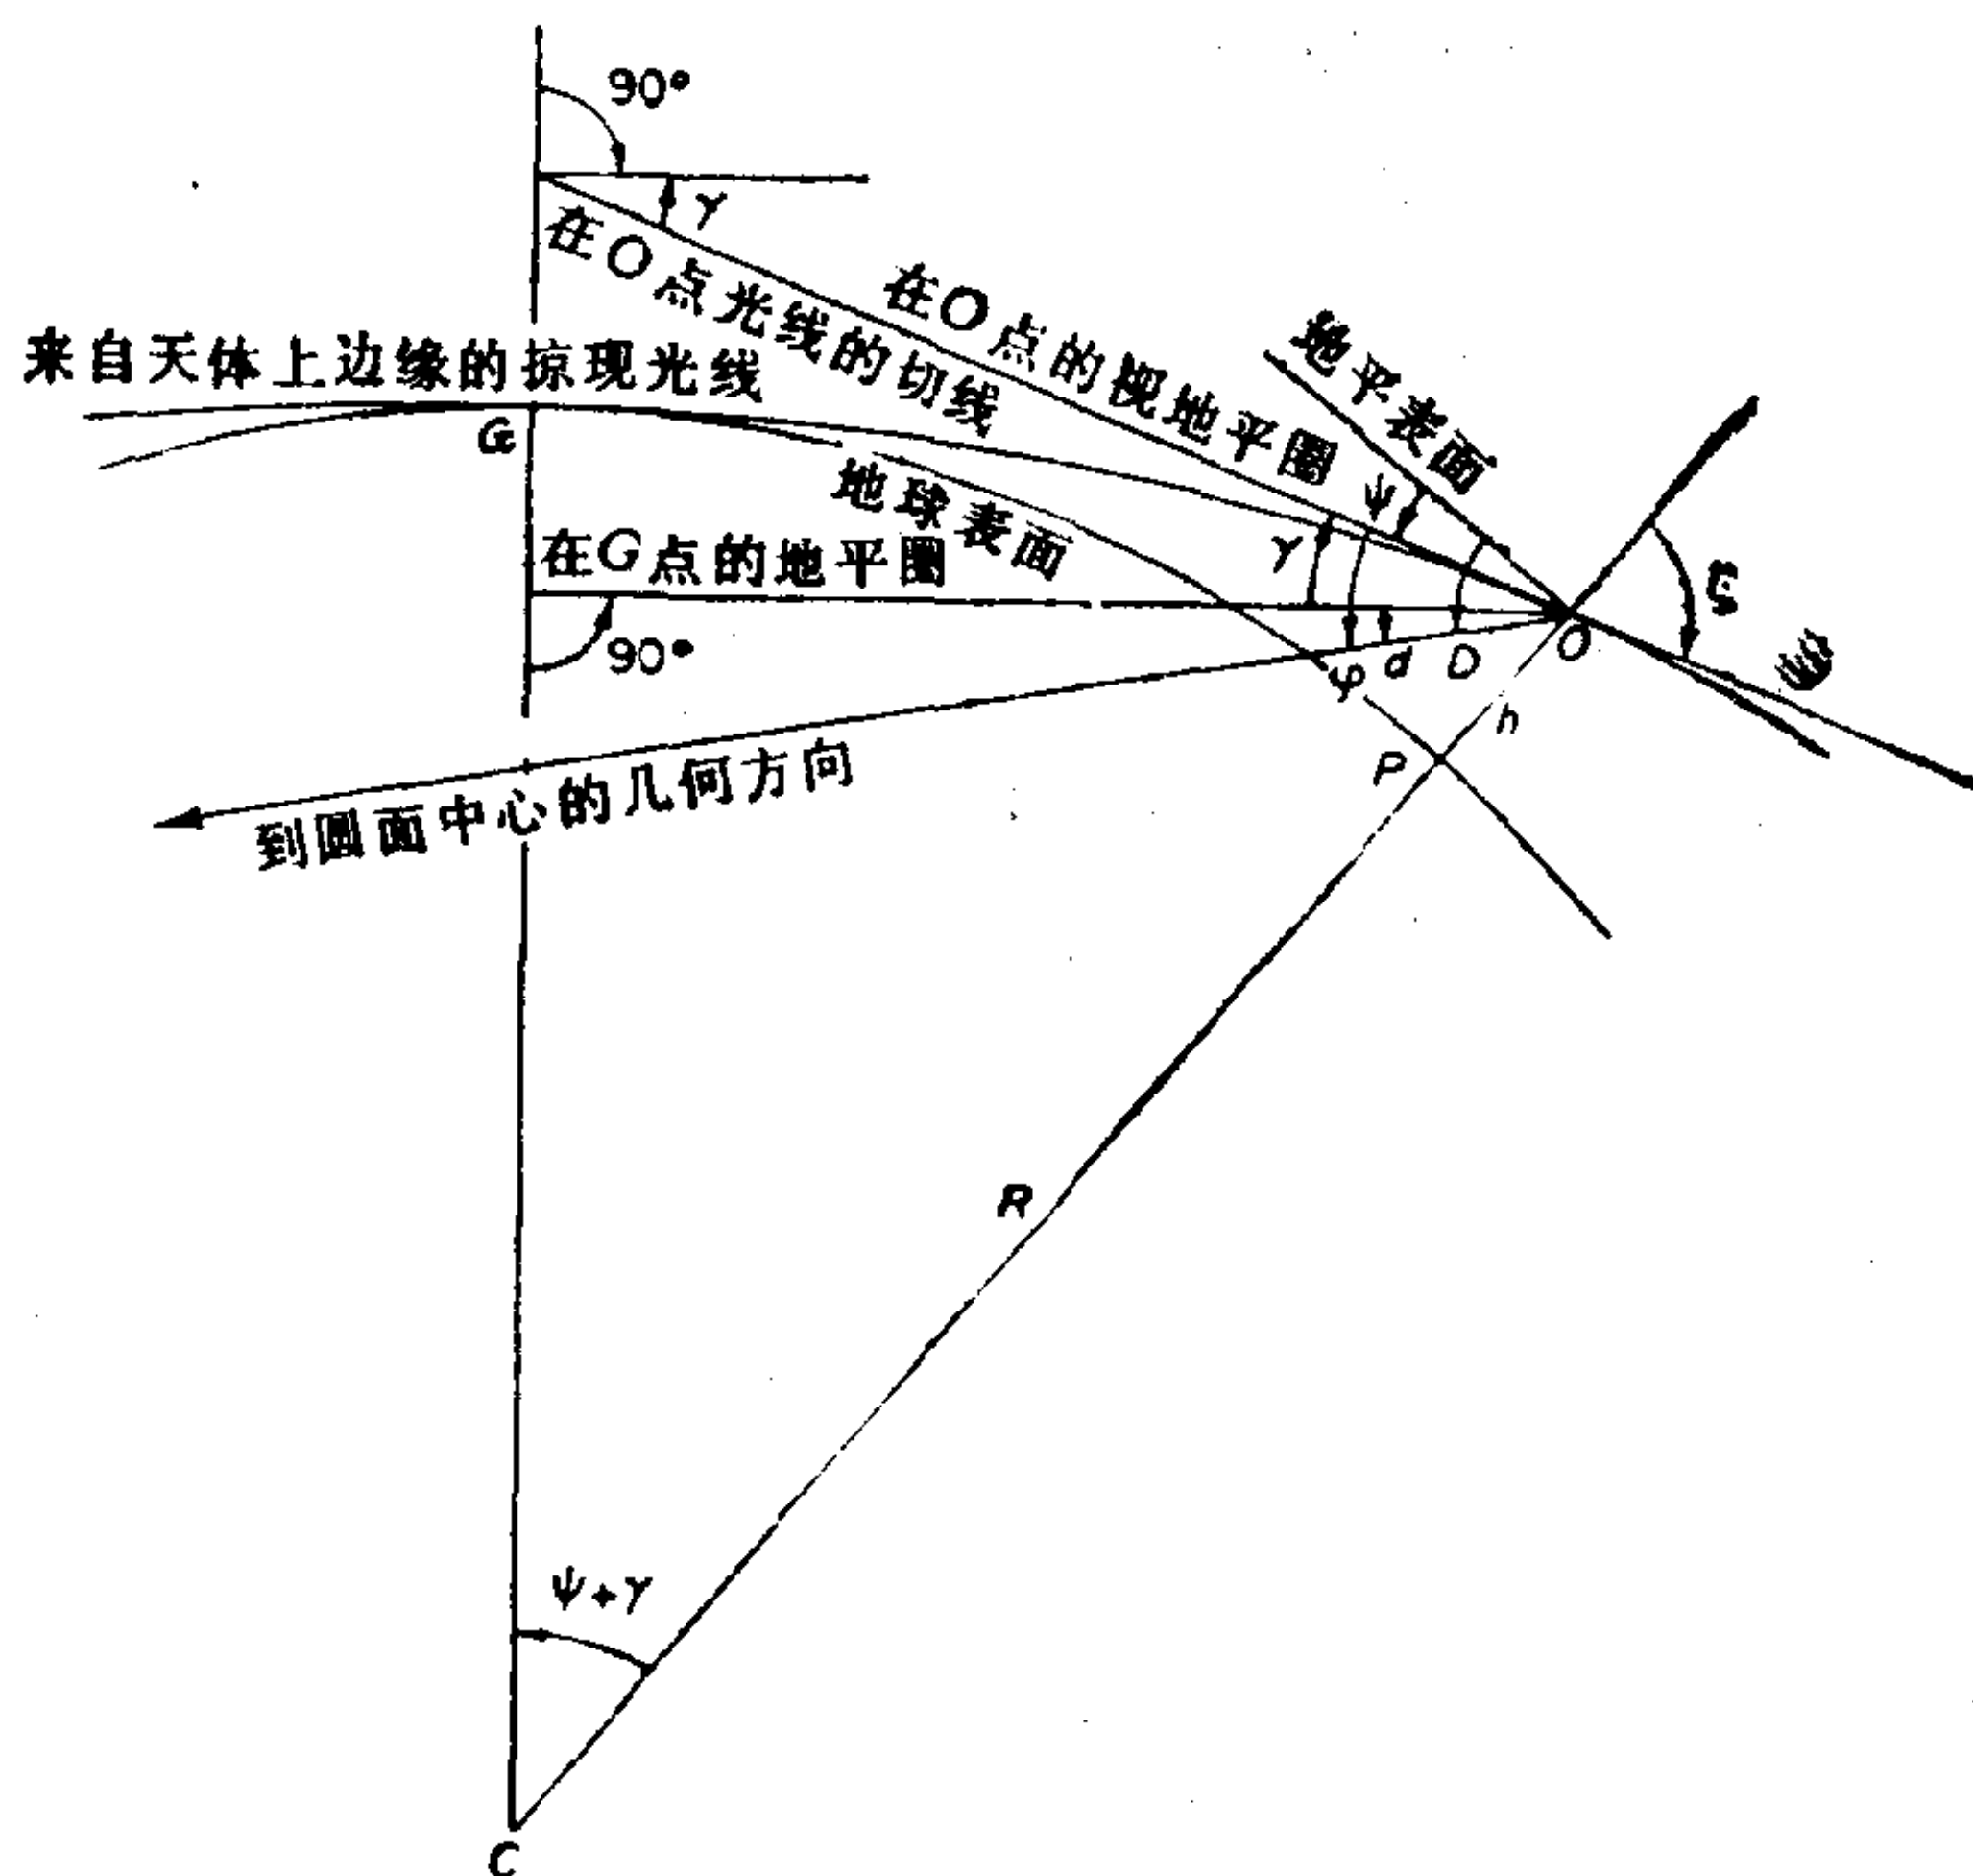 90°
γ
在O点光线的切线
在O点的视地平圈
地平表面
来自天体上边缘的掠现光线
G
地球表面
ψ
γ
ξ
在G点的地平圈
90°
φ
d
D
O
h
P
到圆面中心的几何方向
R
ψ+γ
C